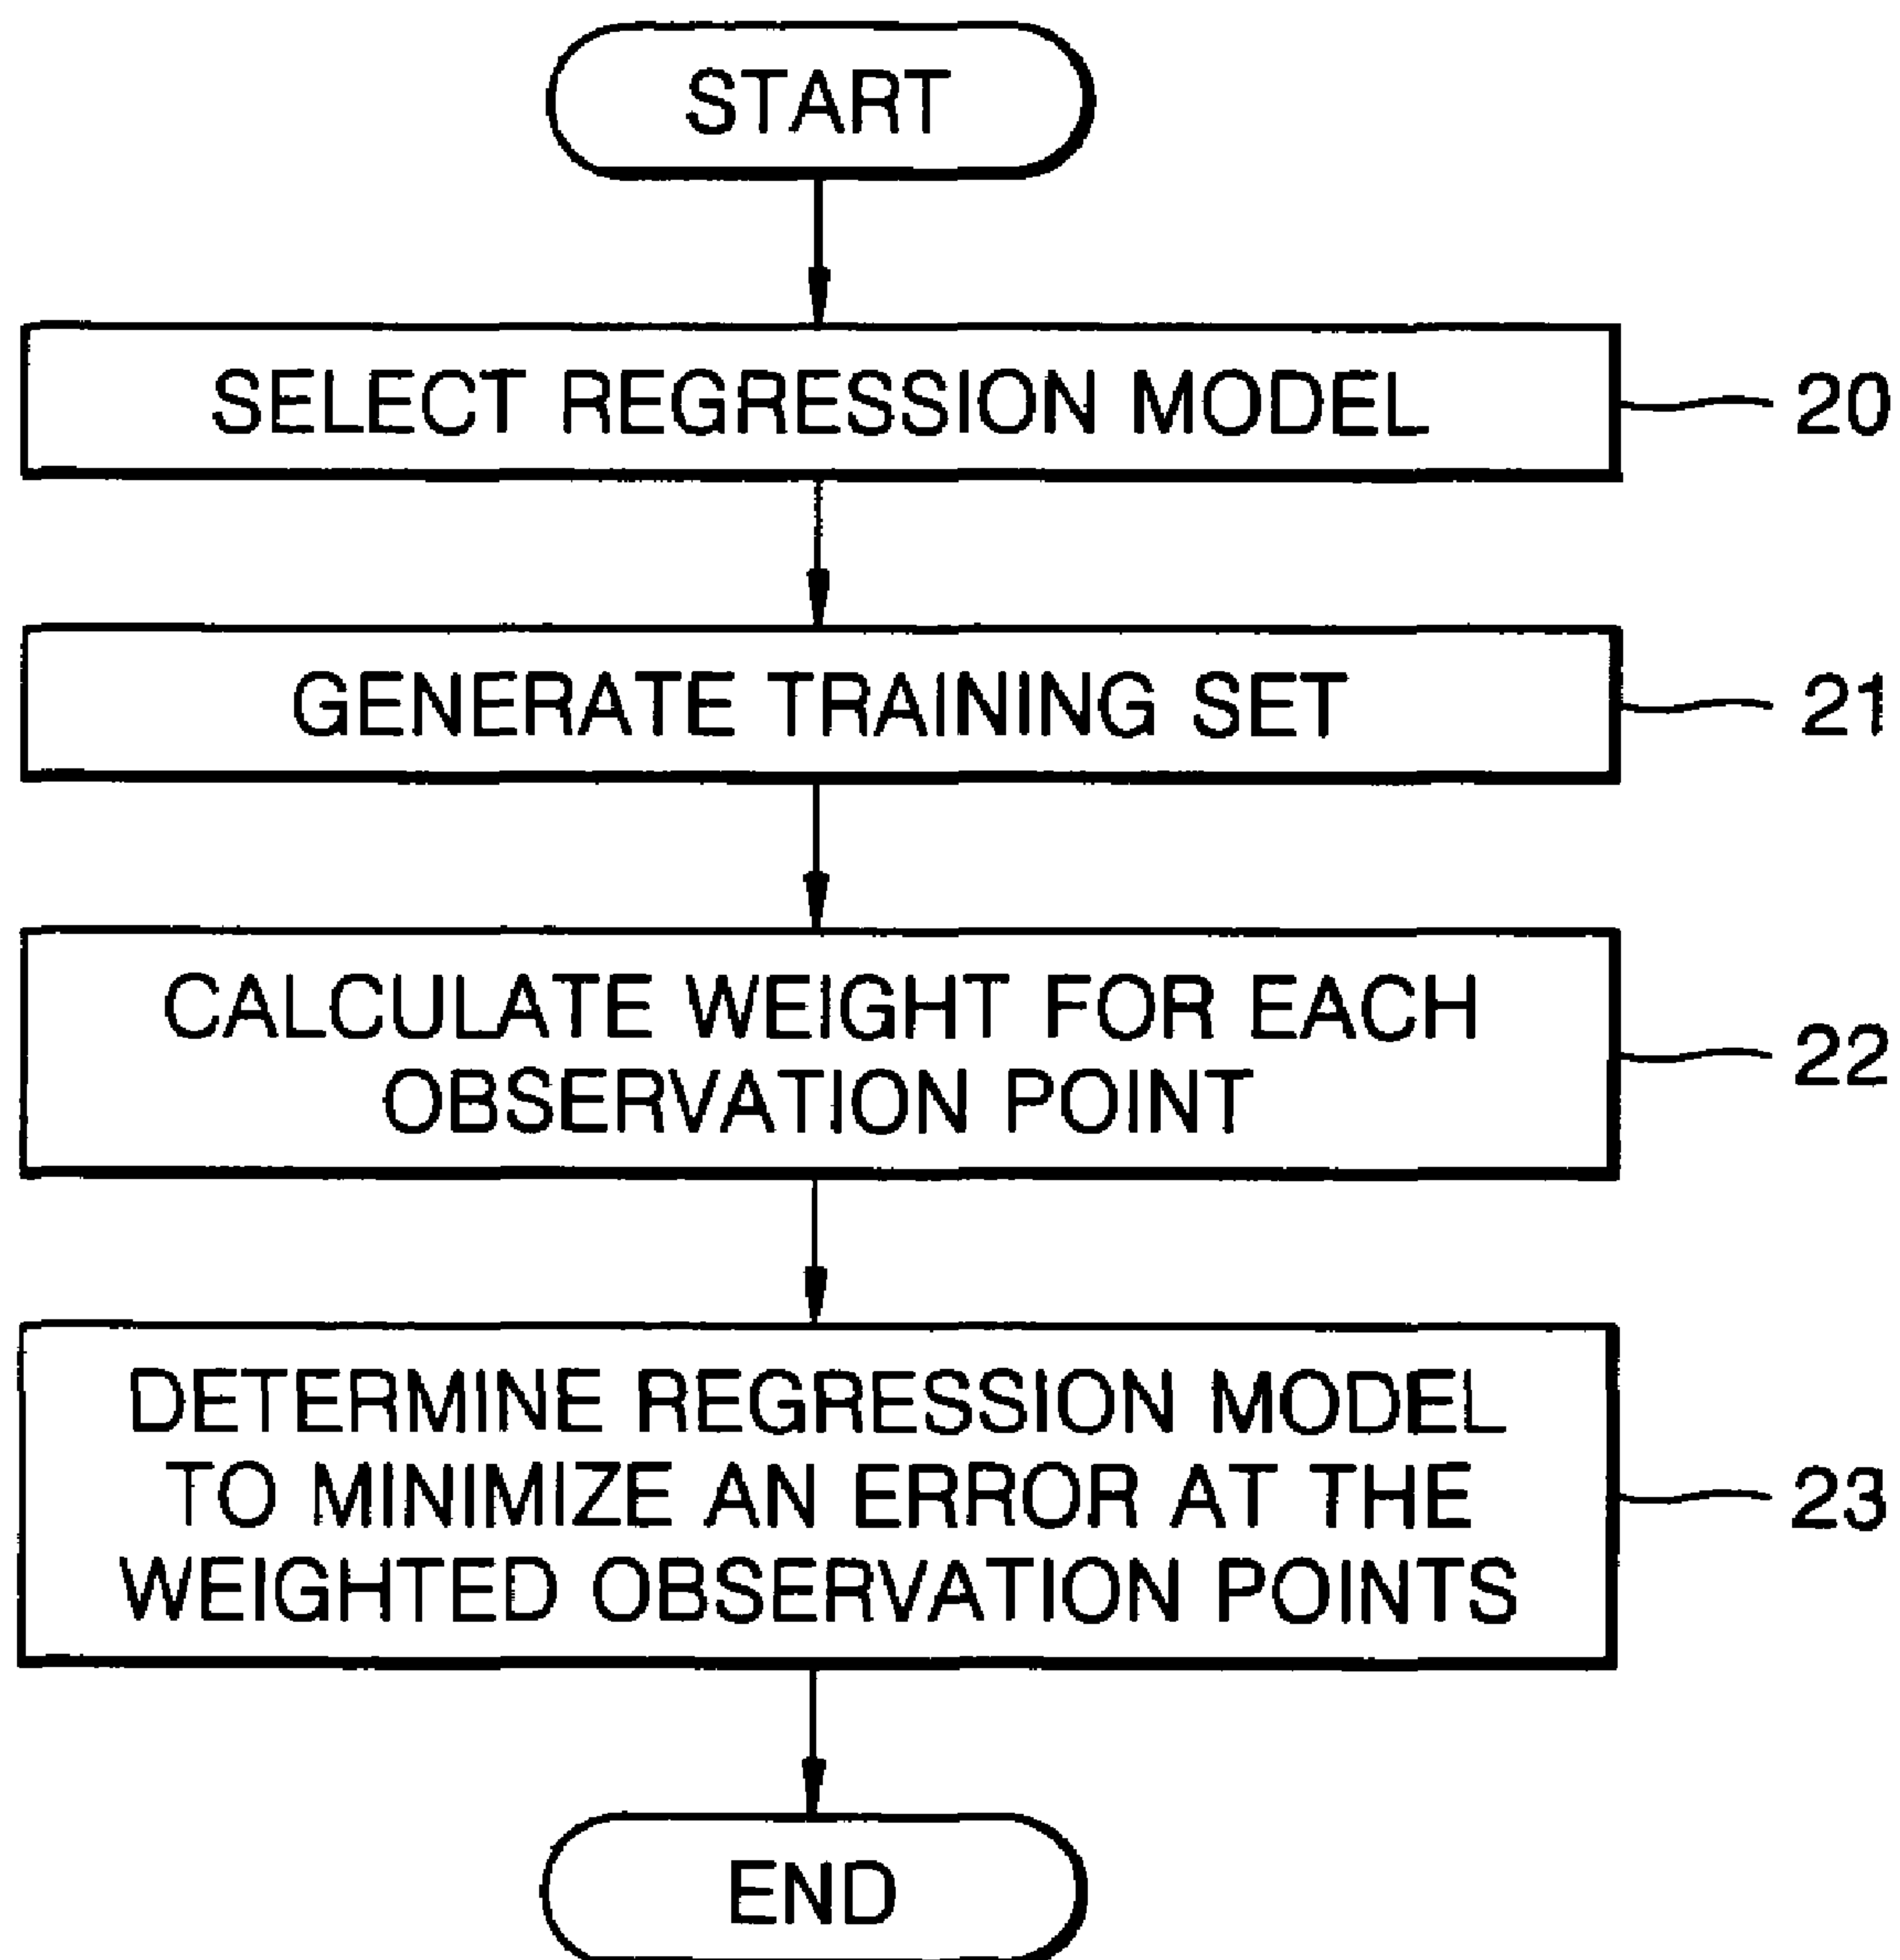 START
SELECT REGRESSION MODEL
20
GENERATE TRAINING SET
21
CALCULATE WEIGHT FOR EACH
OBSERVATION POINT
22
DETERMINE REGRESSION MODEL
TO MINIMIZE AN ERROR AT THE
WEIGHTED OBSERVATION POINTS
23
END